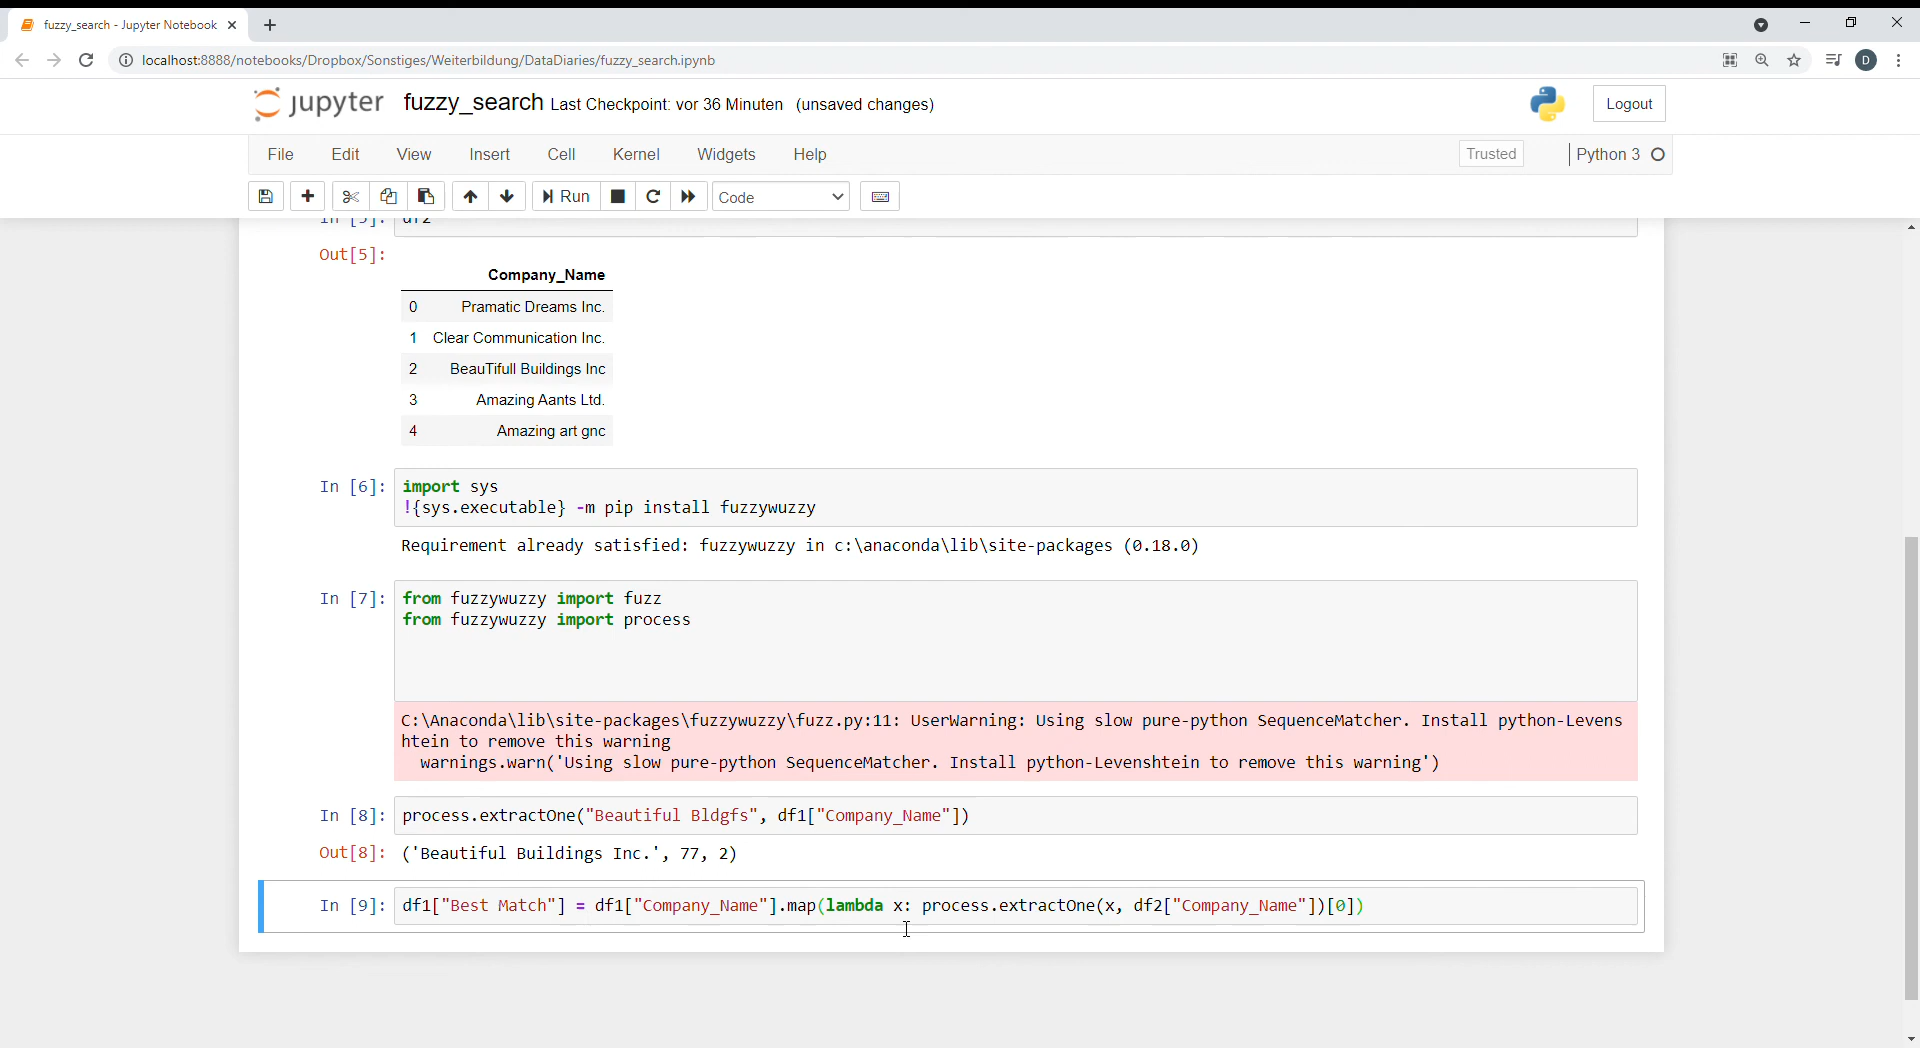 fuzzy_search - Jupyter Notebook
localhost:8888/notebooks/Dropbox/Sonstiges/Weiterbildung/DataDiaries/fuzzy_search.ipynb
D
jupyter fuzzy_search Last Checkpoint: vor 36 Minuten (unsaved changes)
Logout
File Edit View Insert Cell Kernel Widgets Help
Trusted
Python 3
Run
Code
In [5]: df2
Out[5]:
Company_Name
0 Pramatic Dreams Inc.
1 Clear Communication Inc.
2 BeauTifull Buildings Inc
3 Amazing Aants Ltd.
4 Amazing art gnc
In [6]: import sys
!{sys.executable} -m pip install fuzzywuzzy
Requirement already satisfied: fuzzywuzzy in c:\anaconda\lib\site-packages (0.18.0)
In [7]: from fuzzywuzzy import fuzz
from fuzzywuzzy import process
C:\Anaconda\lib\site-packages\fuzzywuzzy\fuzz.py:11: UserWarning: Using slow pure-python SequenceMatcher. Install python-Levens
htein to remove this warning
warnings.warn('Using slow pure-python SequenceMatcher. Install python-Levenshtein to remove this warning')
In [8]: process.extractOne("Beautiful Bldgfs", df1["Company_Name"])
Out[8]: ('Beautiful Buildings Inc.', 77, 2)
In [9]: df1["Best Match"] = df1["Company_Name"].map(lambda x: process.extractOne(x, df2["Company_Name"])[0])